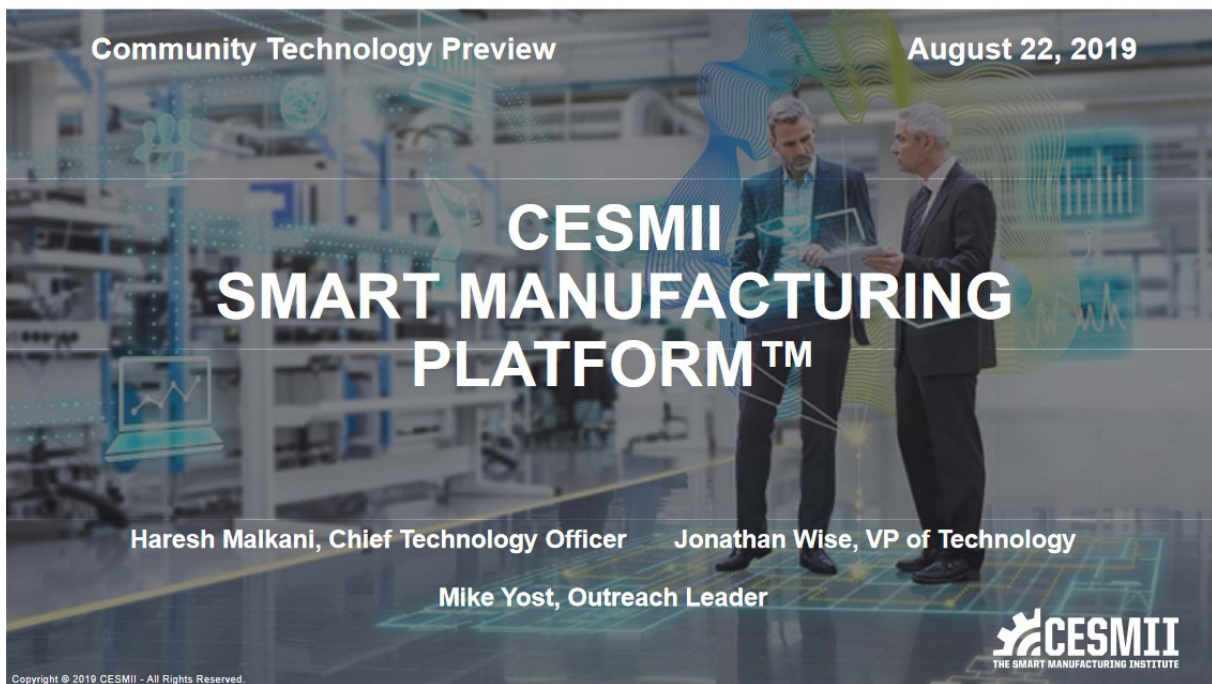 Community Technology Preview
August 22, 2019
CESMII
SMART MANUFACTURING
PLATFORM™
Haresh Malkani, Chief Technology Officer
Jonathan Wise, VP of Technology
Mike Yost, Outreach Leader
CESMII
THE SMART MANUFACTURING INSTITUTE
Copyright © 2019 CESMII - All Rights Reserved.